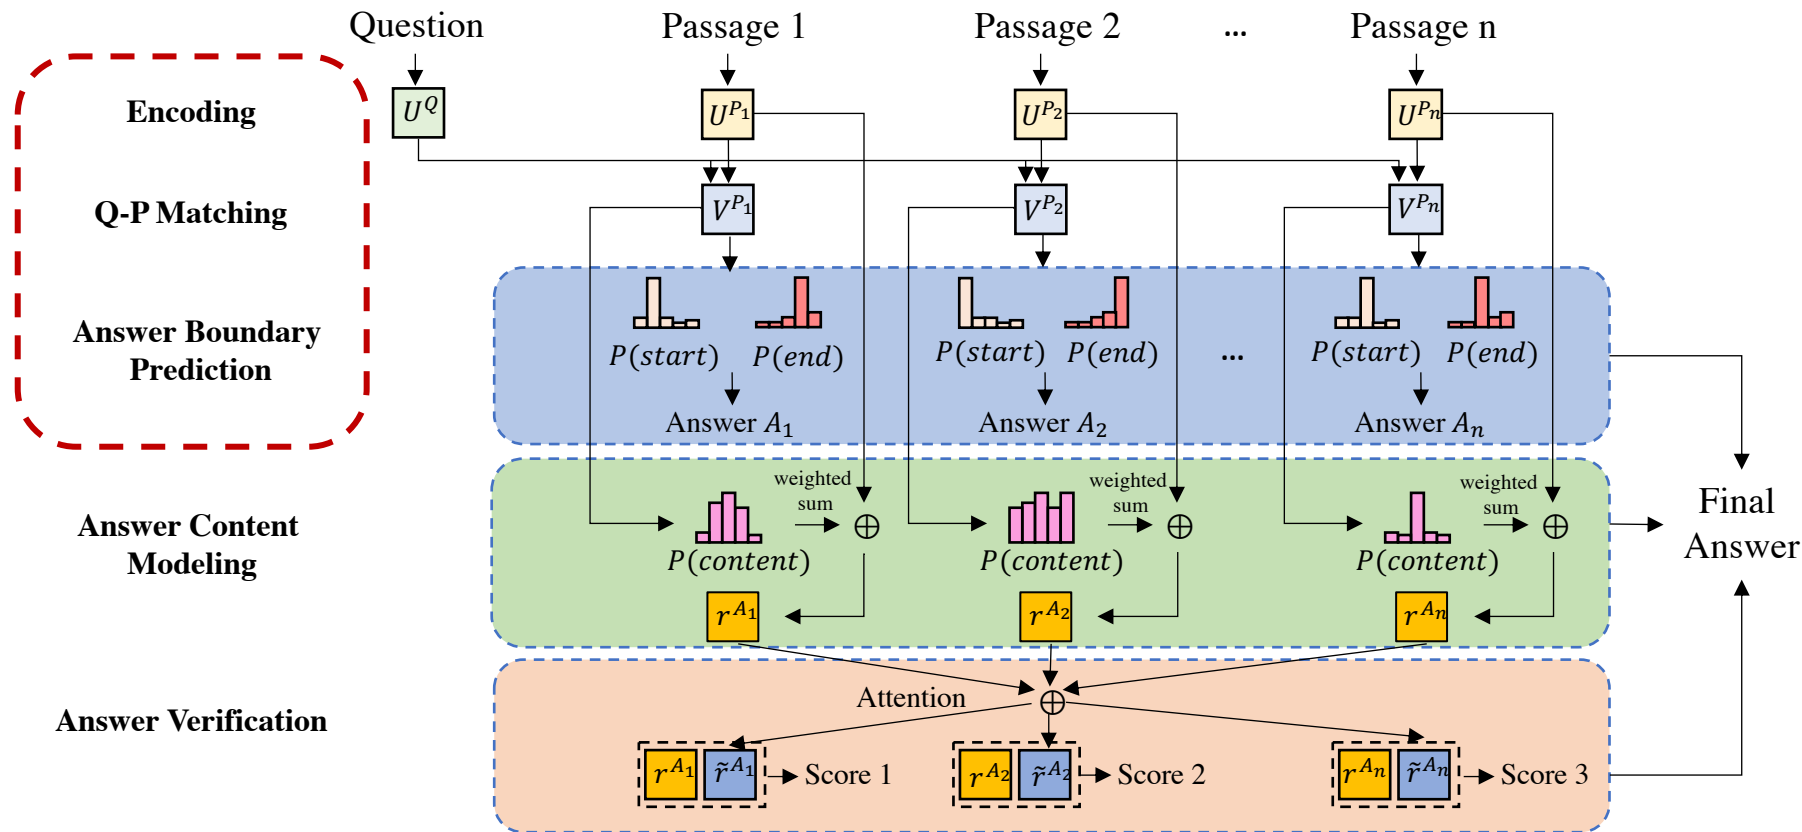 Question Passage 1 Passage 2 ... Passage n
Encoding
U^Q U^{P_1} U^{P_2} U^{P_n}
Q-P Matching
V^{P_1} V^{P_2} V^{P_n}
Answer Boundary
Prediction
P(start) P(end) P(start) P(end) ... P(start) P(end)
Answer A_1 Answer A_2 Answer A_n
Answer Content
Modeling
weighted
sum
weighted
sum
weighted
sum
P(content) P(content) P(content)
r^{A_1} r^{A_2} r^{A_n}
Final
Answer
Answer Verification
Attention
r^{A_1} r̃^{A_1} Score 1 r^{A_2} r̃^{A_2} Score 2 r^{A_n} r̃^{A_n} Score 3